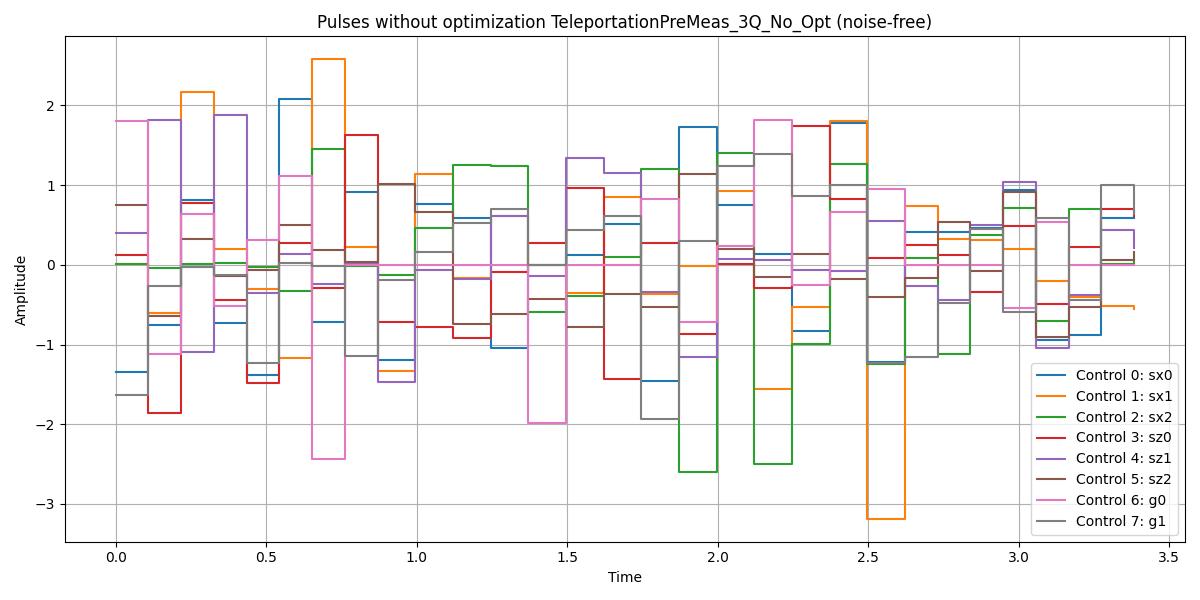 Pulses without optimization TeleportationPreMeas_3Q_No_Opt (noise-free)
Amplitude
2
1
0
−1
−2
−3
0.0 0.5 1.0 1.5 2.0 2.5 3.0 3.5
Time
Control 0: sx0
Control 1: sx1
Control 2: sx2
Control 3: sz0
Control 4: sz1
Control 5: sz2
Control 6: g0
Control 7: g1